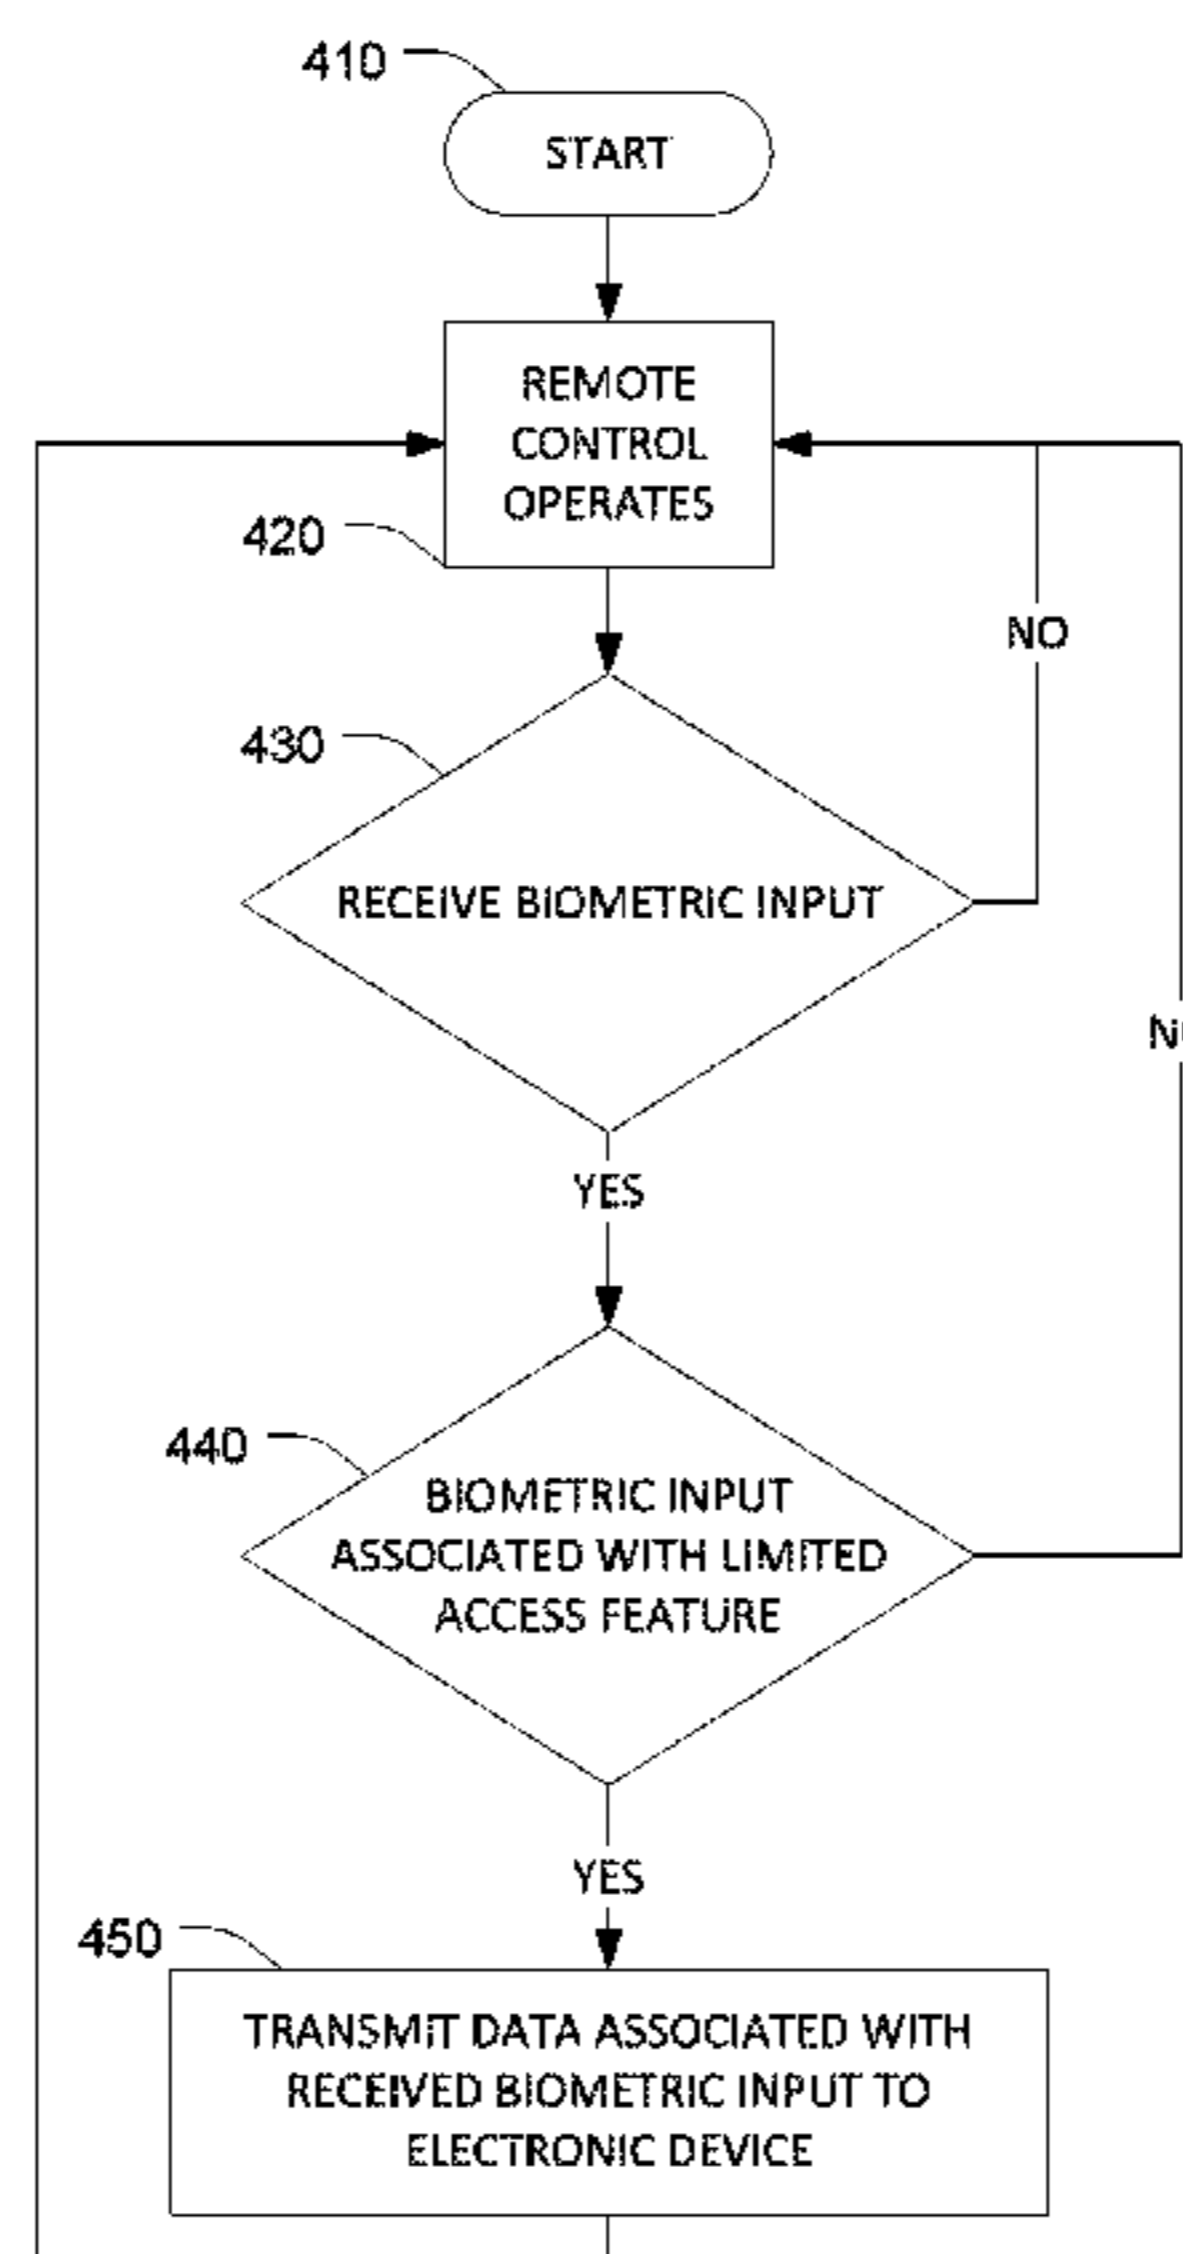 410
START
REMOTE
CONTROL
OPERATES
420
NO
430
RECEIVE BIOMETRIC INPUT
YES
440
BIOMETRIC INPUT
ASSOCIATED WITH LIMITED
ACCESS FEATURE
YES
450
TRANSMIT DATA ASSOCIATED WITH
RECEIVED BIOMETRIC INPUT TO
ELECTRONIC DEVICE